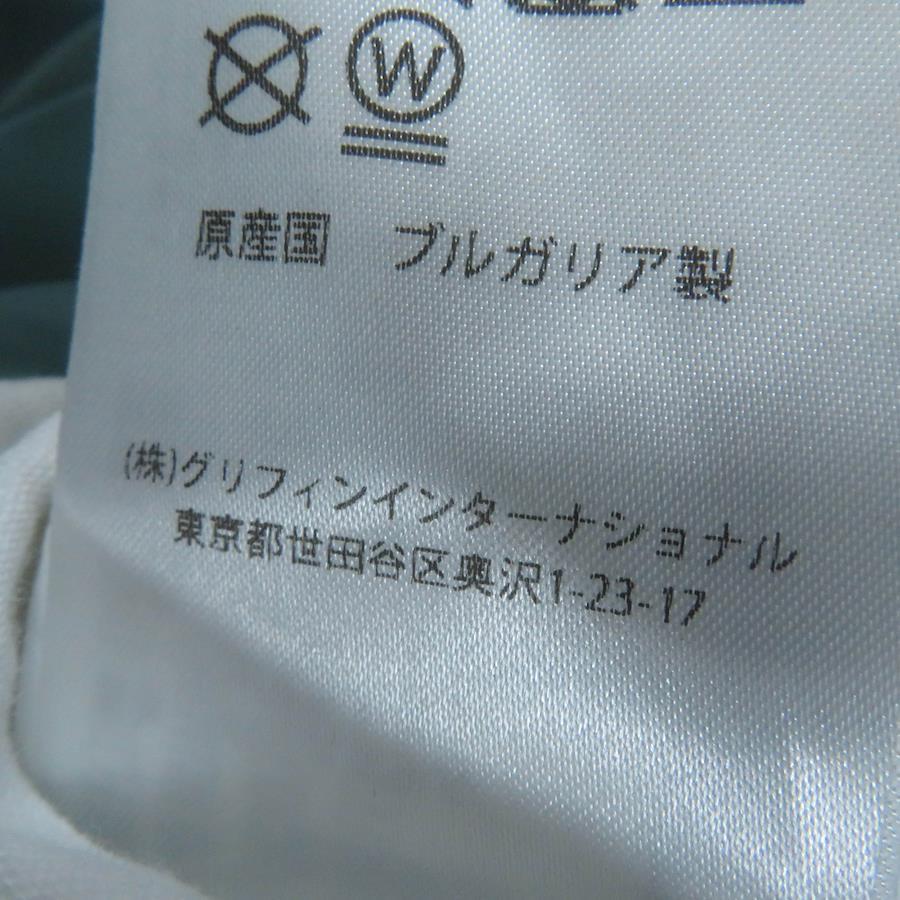 W
原産国 ブルガリア製
(株)グリフィンインターナショナル
東京都世田谷区奥沢1-23-17